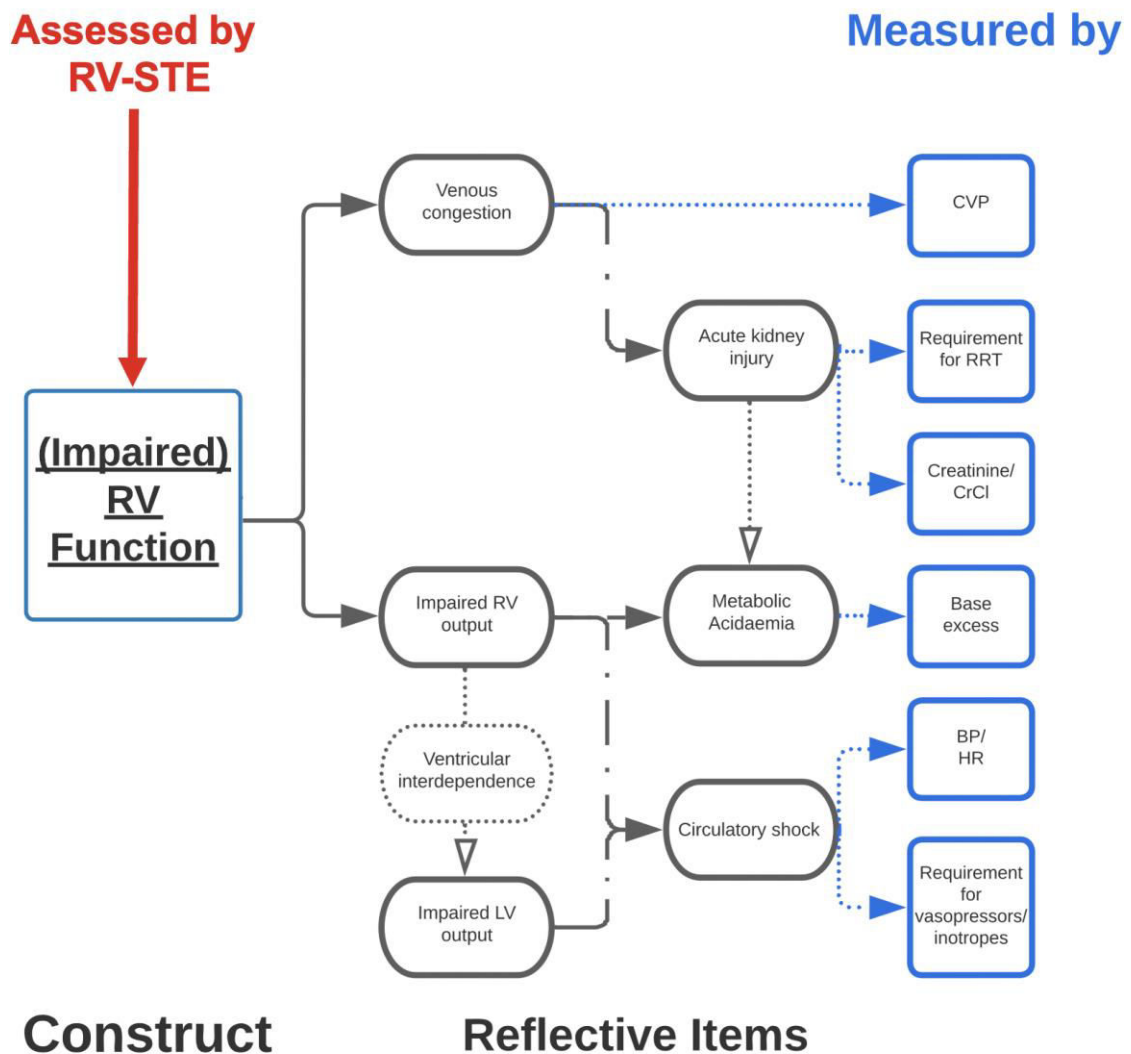 Assessed by
RV-STE
Measured by
Venous
congestion
CVP
Acute kidney
injury
Requirement
for RRT
(Impaired)
RV
Function
Creatinine/
CrCl
Impaired RV
output
Metabolic
Acidaemia
Base
excess
Ventricular
interdependence
BP/
HR
Circulatory shock
Impaired LV
output
Requirement
for
vasopressors/
inotropes
Construct
Reflective Items